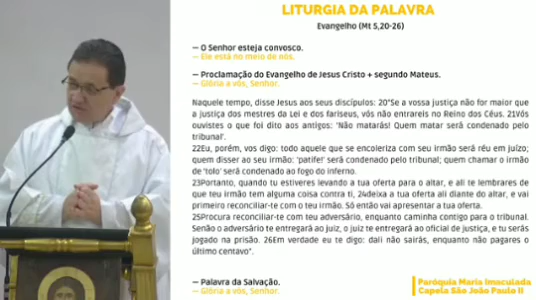 LITURGIA DA PALAVRA
Evangelho (Mt 5,20-26)
— O Senhor esteja convosco.
— Ele está no meio de nós.
— Proclamação do Evangelho de Jesus Cristo + segundo Mateus.
— Glória a vós, Senhor.
Naquele tempo, disse Jesus aos seus discípulos: 20"Se a vossa justiça não for maior que
a justiça dos mestres da Lei e dos fariseus, vós não entrareis no Reino dos Céus. 21Vós
ouvistes o que foi dito aos antigos: 'Não matarás! Quem matar será condenado pelo
tribunal'.
22Eu, porém, vos digo: todo aquele que se encoleriza com seu irmão será réu em juízo;
quem disser ao seu irmão: 'patife!' será condenado pelo tribunal; quem chamar o irmão
de 'tolo' será condenado ao fogo do inferno.
23Portanto, quando tu estiveres levando a tua oferta para o altar, e ali te lembrares de
que teu irmão tem alguma coisa contra ti, 24deixa a tua oferta ali diante do altar, e vai
primeiro reconciliar-te com o teu irmão. Só então vai apresentar a tua oferta.
25Procura reconciliar-te com teu adversário, enquanto caminha contigo para o tribunal.
Senão o adversário te entregará ao juiz, o juiz te entregará ao oficial de justiça, e tu serás
jogado na prisão. 26Em verdade eu te digo: dali não sairás, enquanto não pagares o
último centavo".
— Palavra da Salvação.
— Glória a vós, Senhor.
Paróquia Maria Imaculada
Capela São João Paulo II